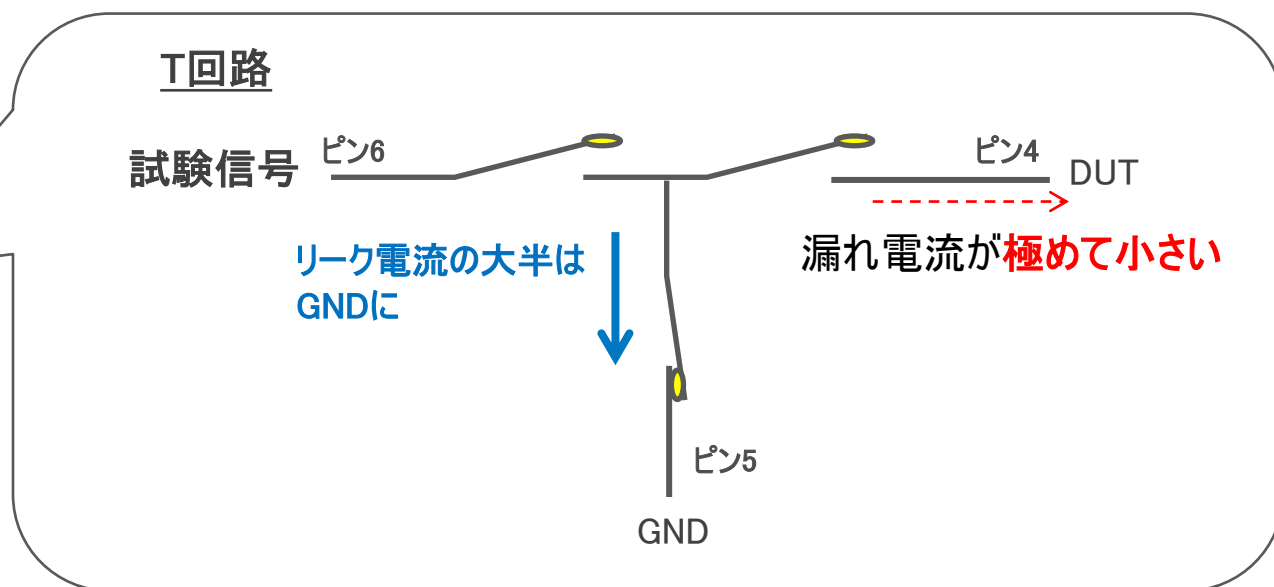 T回路
試験信号
ピン6
ピン4
DUT
リーク電流の大半は
GNDに
漏れ電流が極めて小さい
ピン5
GND